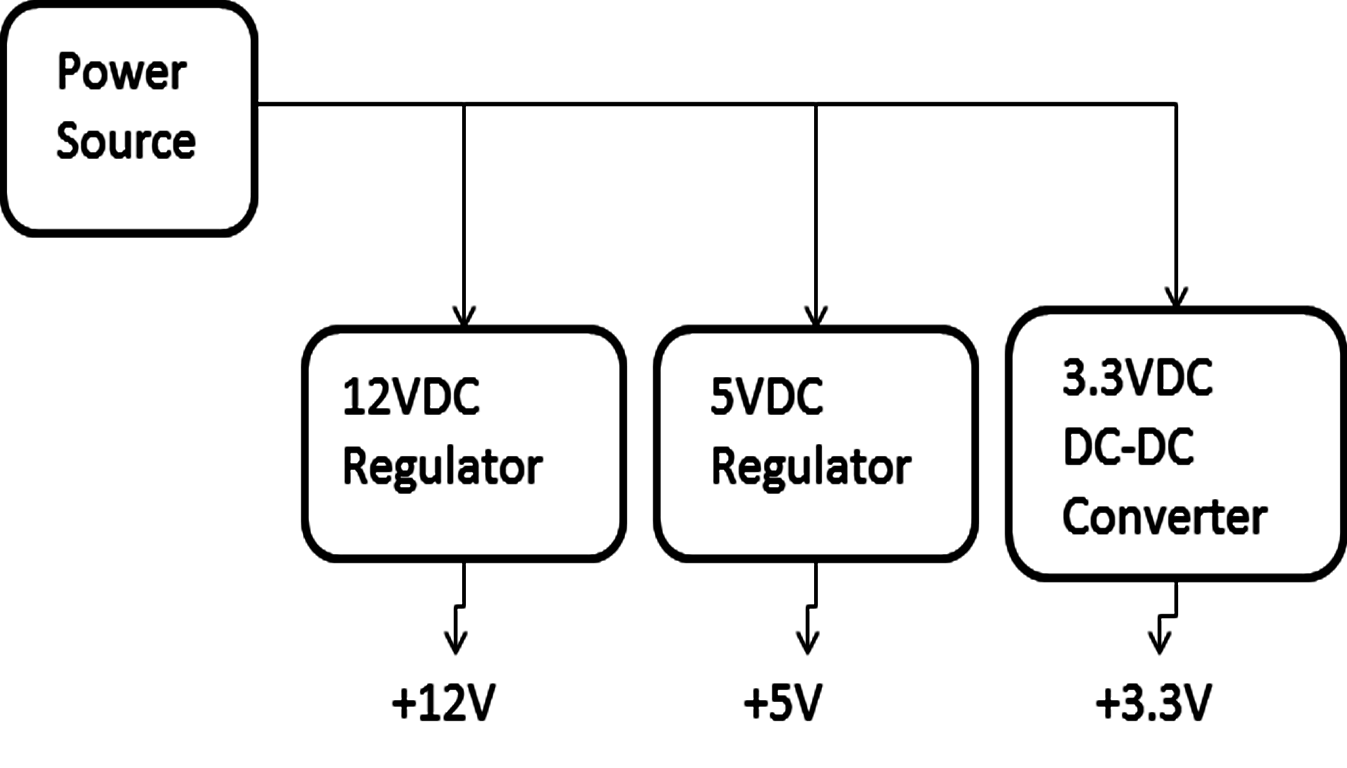 Power
Source
12VDC
Regulator
5VDC
Regulator
3.3VDC
DC-DC
Converter
+12V
+5V
+3.3V